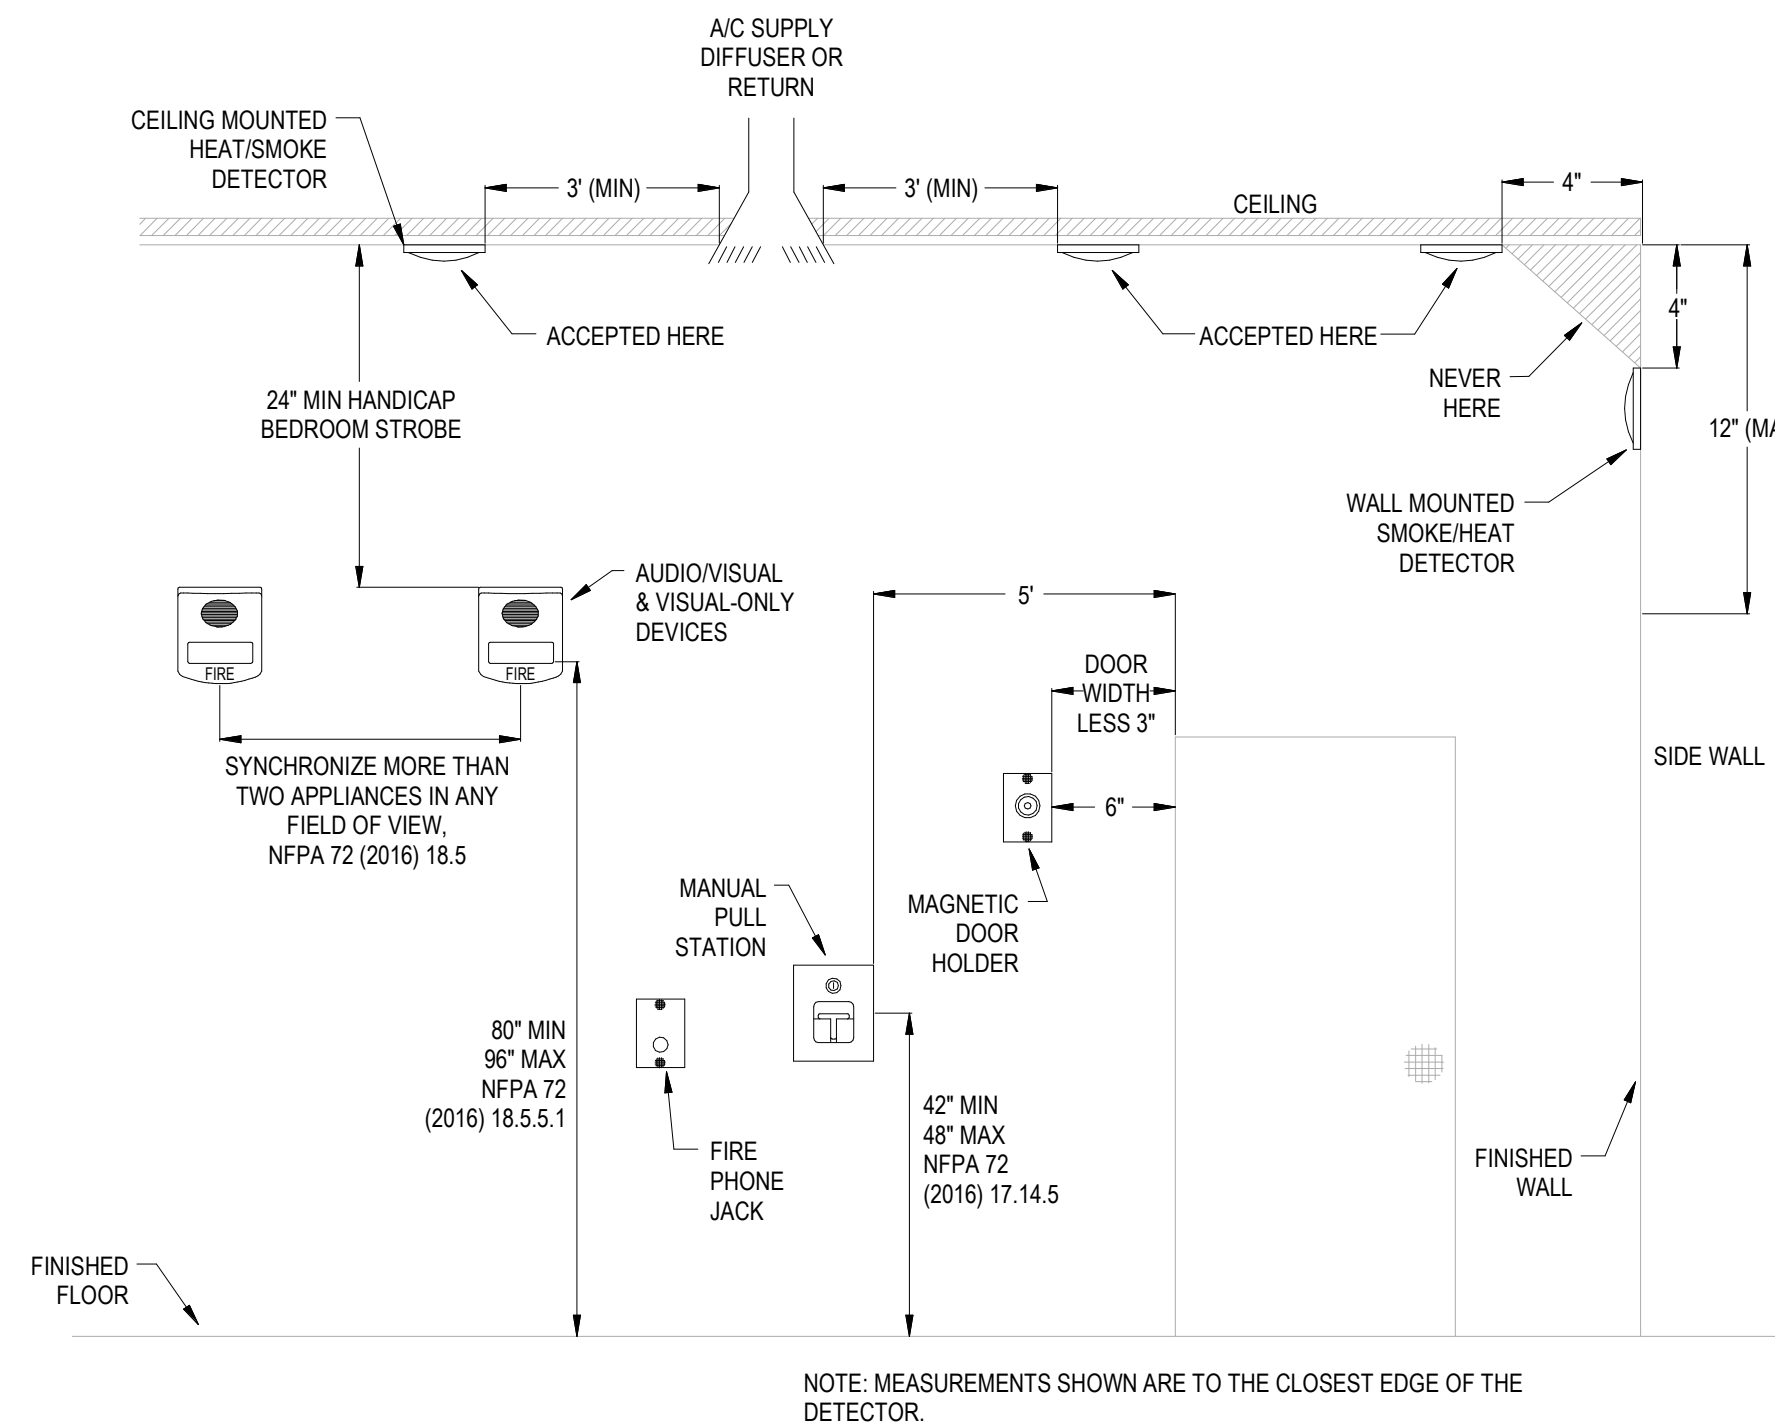 A/C SUPPLY
DIFFUSER OR
RETURN
CEILING MOUNTED
HEAT/SMOKE
DETECTOR
3' (MIN)
3' (MIN)
CEILING
4"
ACCEPTED HERE
ACCEPTED HERE
4"
NEVER
HERE
12" (MA
24" MIN HANDICAP
BEDROOM STROBE
WALL MOUNTED
SMOKE/HEAT
DETECTOR
AUDIO/VISUAL
& VISUAL-ONLY
DEVICES
5'
FIRE
FIRE
DOOR
WIDTH
LESS 3"
SYNCHRONIZE MORE THAN
TWO APPLIANCES IN ANY
FIELD OF VIEW,
NFPA 72 (2016) 18.5
SIDE WALL
6"
MANUAL
PULL
STATION
MAGNETIC
DOOR
HOLDER
80" MIN
96" MAX
NFPA 72
(2016) 18.5.5.1
42" MIN
48" MAX
NFPA 72
(2016) 17.14.5
FIRE
PHONE
JACK
FINISHED
WALL
FINISHED
FLOOR
NOTE: MEASUREMENTS SHOWN ARE TO THE CLOSEST EDGE OF THE
DETECTOR.